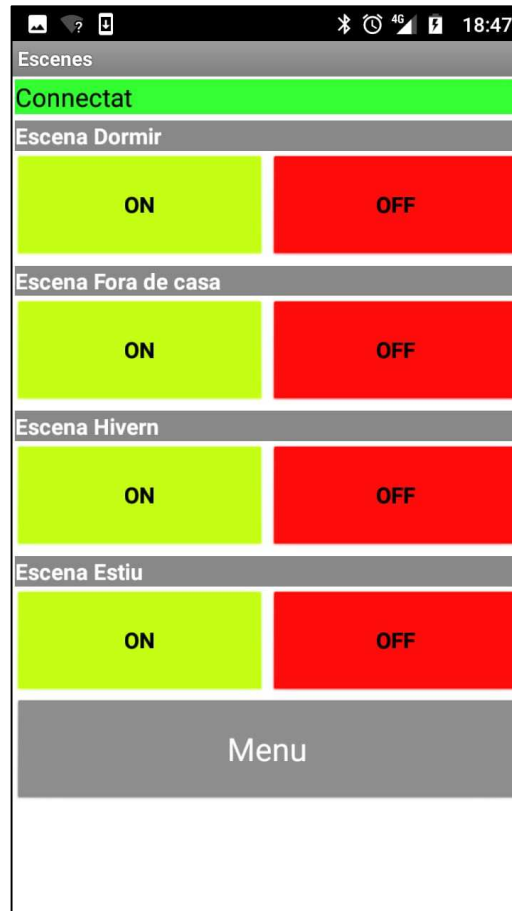 ? 4G 18:47
Escenes
Connectat
Escena Dormir
ON OFF
Escena Fora de casa
ON OFF
Escena Hivern
ON OFF
Escena Estiu
ON OFF
Menu